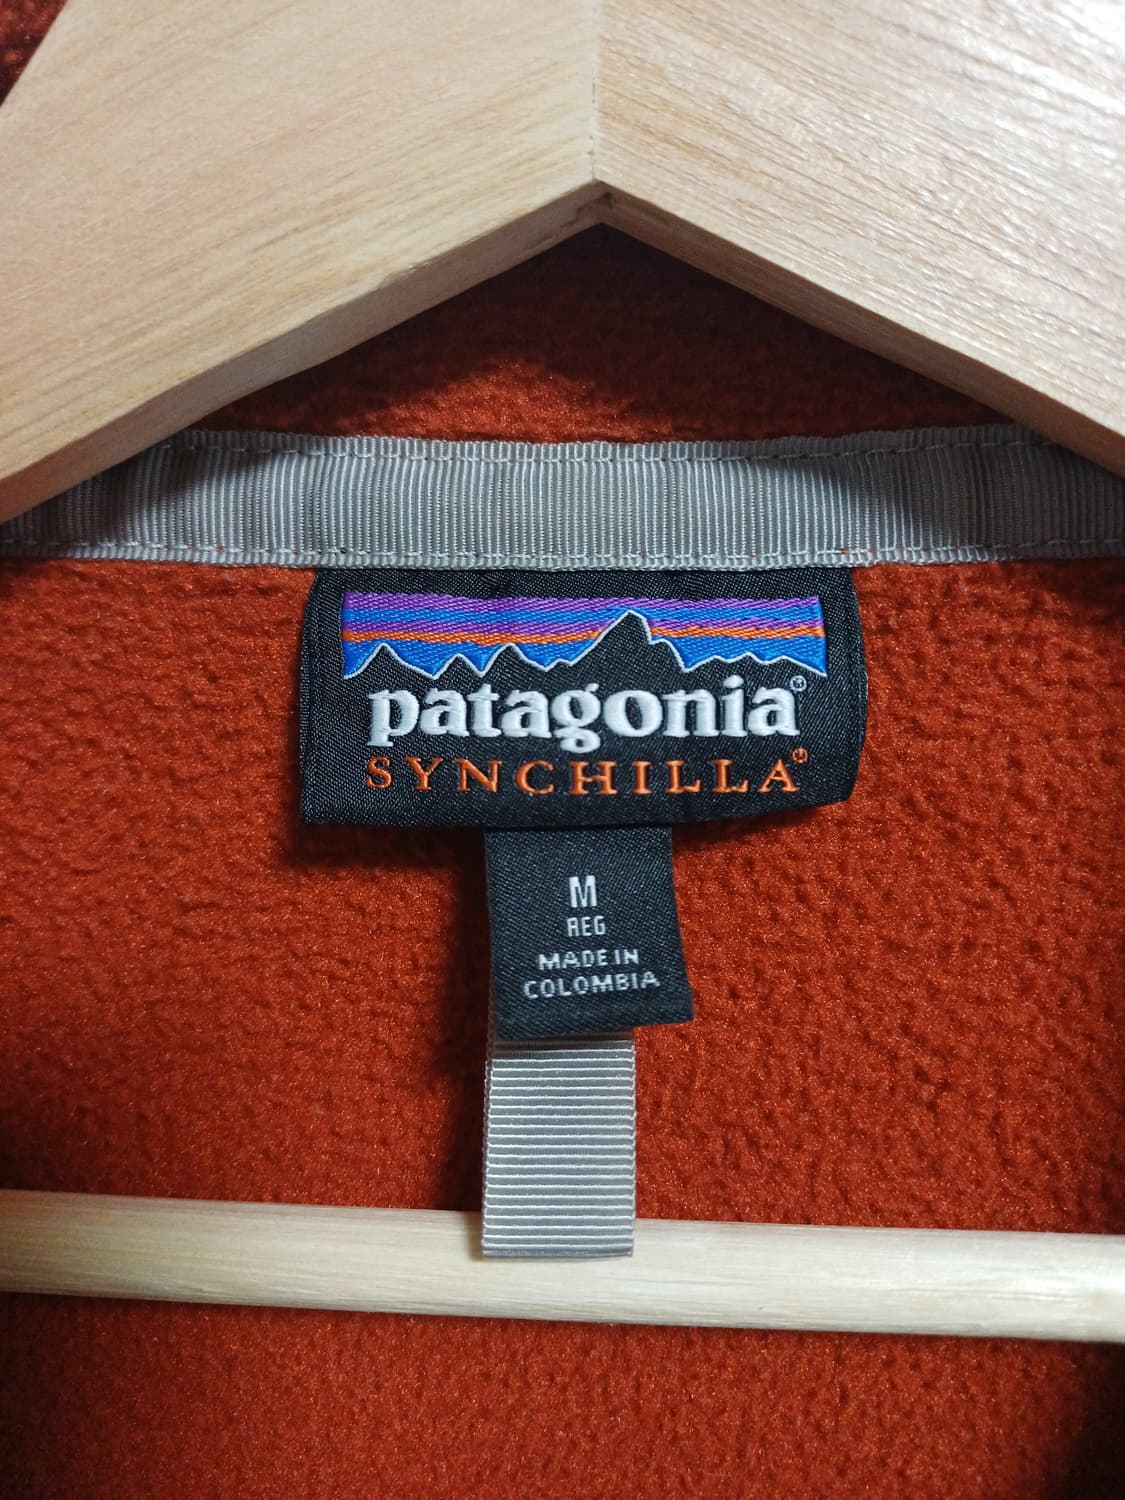 patagonia®
SYNCHILLA®
M
REG
MADE IN
COLOMBIA